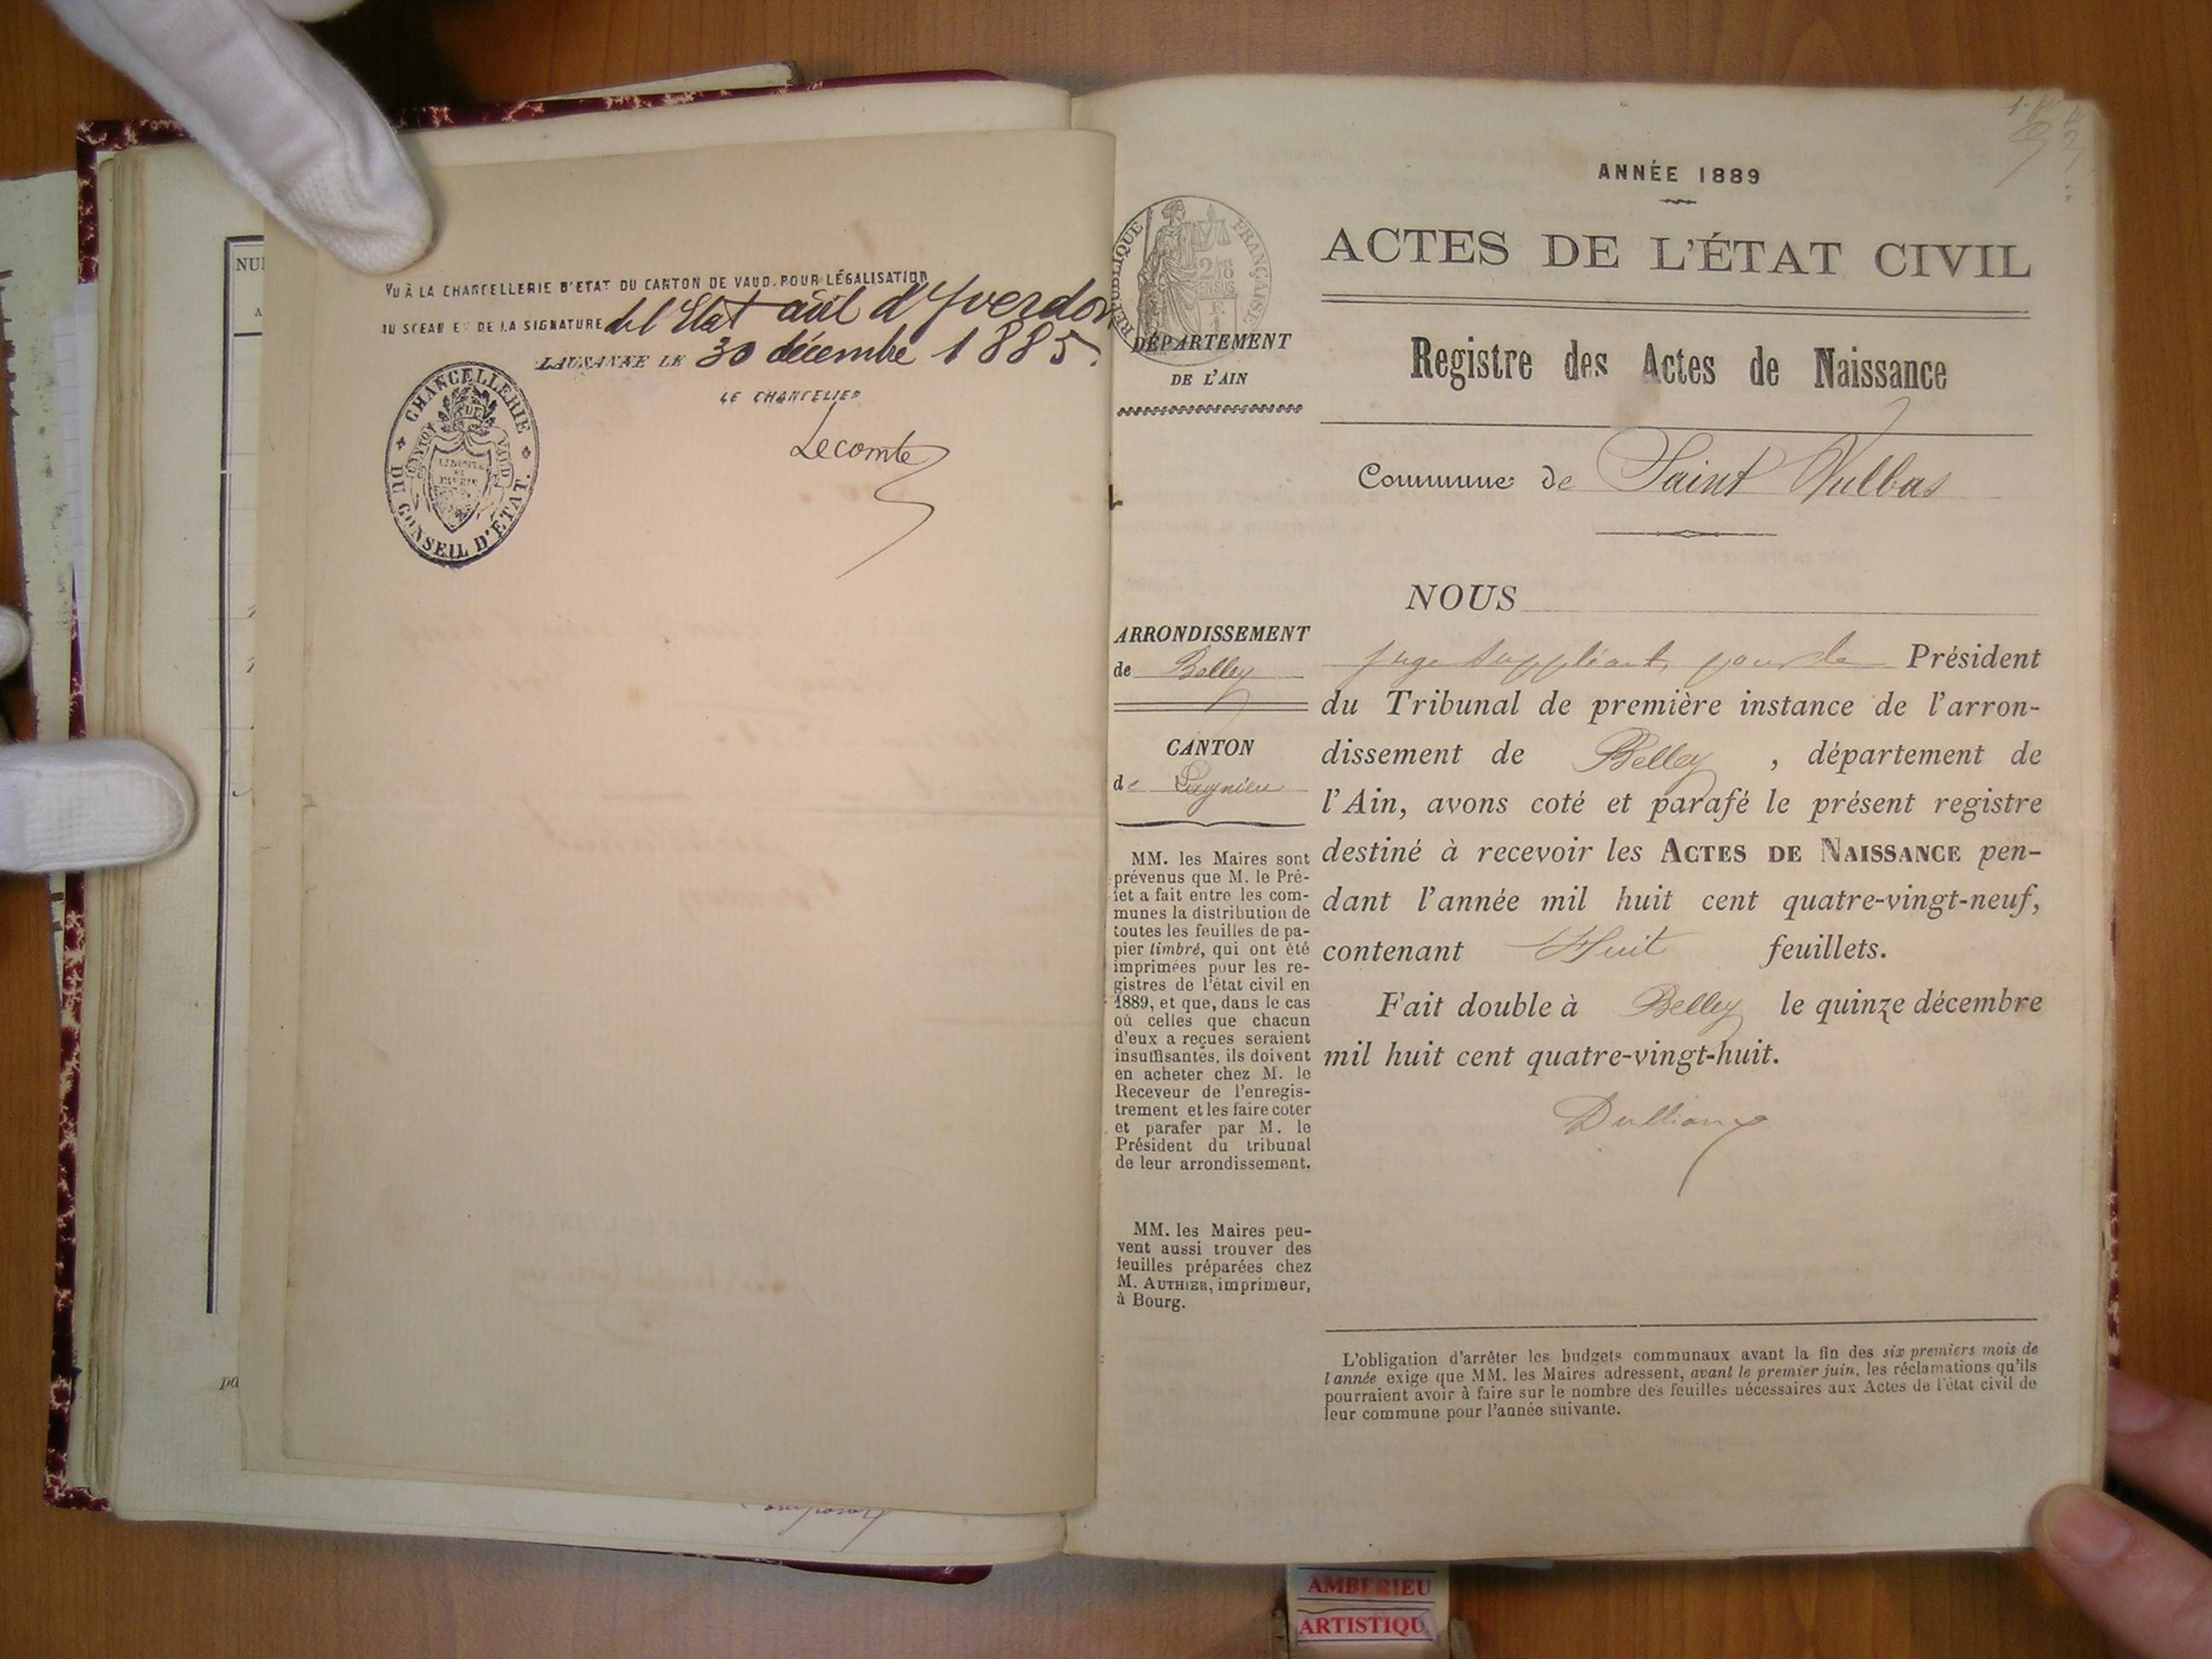 VU À LA CHANCELLERIE D'ETAT DU CANTON DE VAUD. POUR LÉGALISATION
DU SCEAU ET DE LA SIGNATURE de l'Etat civil d'Yverdon
LAUSANNE LE 30 décembre 1885.
LE CHANCELIER
Lecomte
CHANCELLERIE
DU CONSEIL D'ÉTAT.
CANTON DE VAUD
LIBERTÉ ET PATRIE
NU
pa
ANNÉE 1889
ACTES DE L'ÉTAT CIVIL
RÉPUBLIQUE FRANÇAISE
DÉPARTEMENT
DE L'AIN
Registre des Actes de Naissance
Commune de Saint Vulbas
ARRONDISSEMENT
de Belley
CANTON
de Lagnieu
MM. les Maires sont
prévenus que M. le Pré-
fet a fait entre les com-
munes la distribution de
toutes les feuilles de pa-
pier timbré, qui ont été
imprimées pour les re-
gistres de l'état civil en
1889, et que, dans le cas
où celles que chacun
d'eux a reçues seraient
insuffisantes, ils doivent
en acheter chez M. le
Receveur de l'enregis-
trement et les faire coter
et parafer par M. le
Président du tribunal
de leur arrondissement.
MM. les Maires peu-
vent aussi trouver des
feuilles préparées chez
M. AUTHIER, imprimeur,
à Bourg.
NOUS
juge suppléant, pour le Président
du Tribunal de première instance de l'arron-
dissement de Belley, département de
l'Ain, avons coté et parafé le présent registre
destiné à recevoir les ACTES DE NAISSANCE pen-
dant l'année mil huit cent quatre-vingt-neuf,
contenant Huit feuillets.
Fait double à Belley le quinze décembre
mil huit cent quatre-vingt-huit.
L'obligation d'arrêter les budgets communaux avant la fin des six premiers mois de
l'année exige que MM. les Maires adressent, avant le premier juin, les réclamations qu'ils
pourraient avoir à faire sur le nombre des feuilles nécessaires aux Actes de l'état civil de
leur commune pour l'année suivante.
AMBERIEU
ARTISTIQU